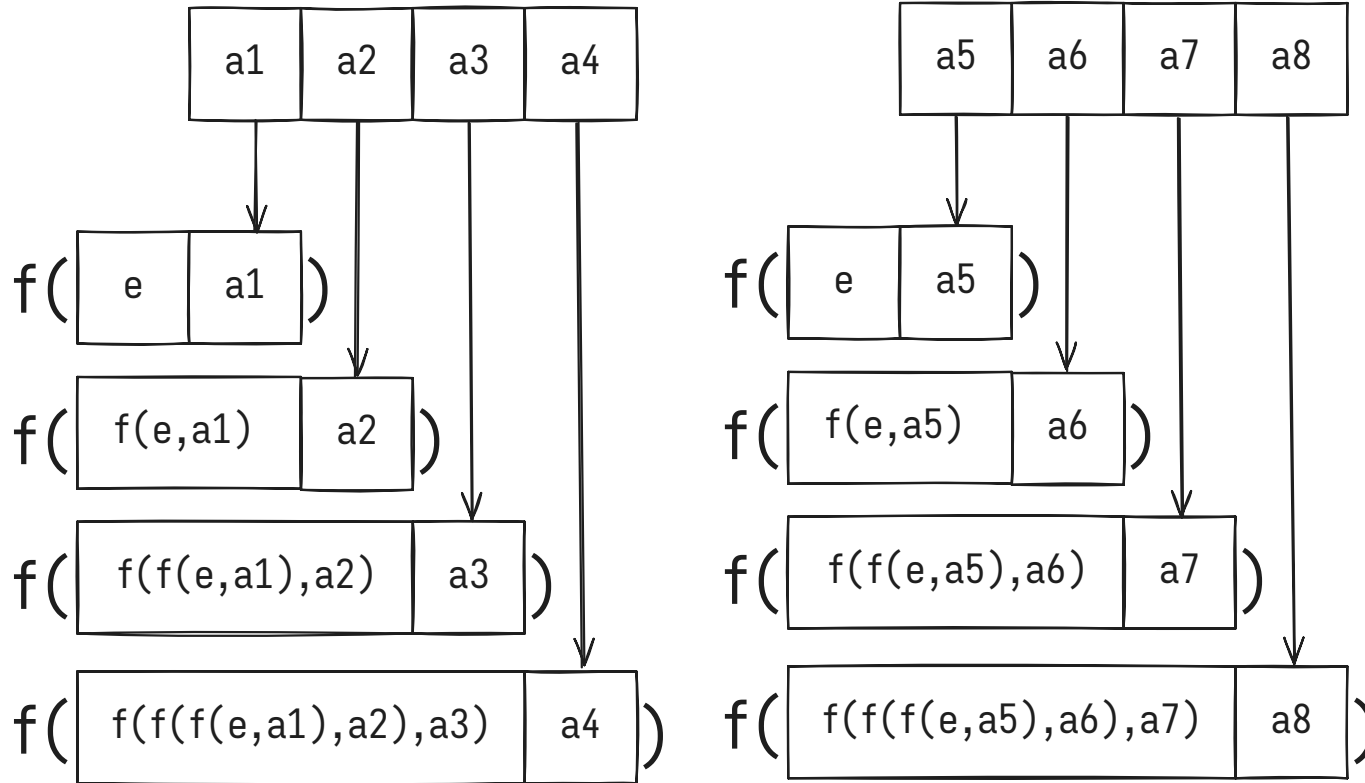 a1 a2 a3 a4
f( e a1 )
f( f(e,a1) a2 )
f( f(f(e,a1),a2) a3 )
f( f(f(f(e,a1),a2),a3) a4 )
a5 a6 a7 a8
f( e a5 )
f( f(e,a5) a6 )
f( f(f(e,a5),a6) a7 )
f( f(f(f(e,a5),a6),a7) a8 )